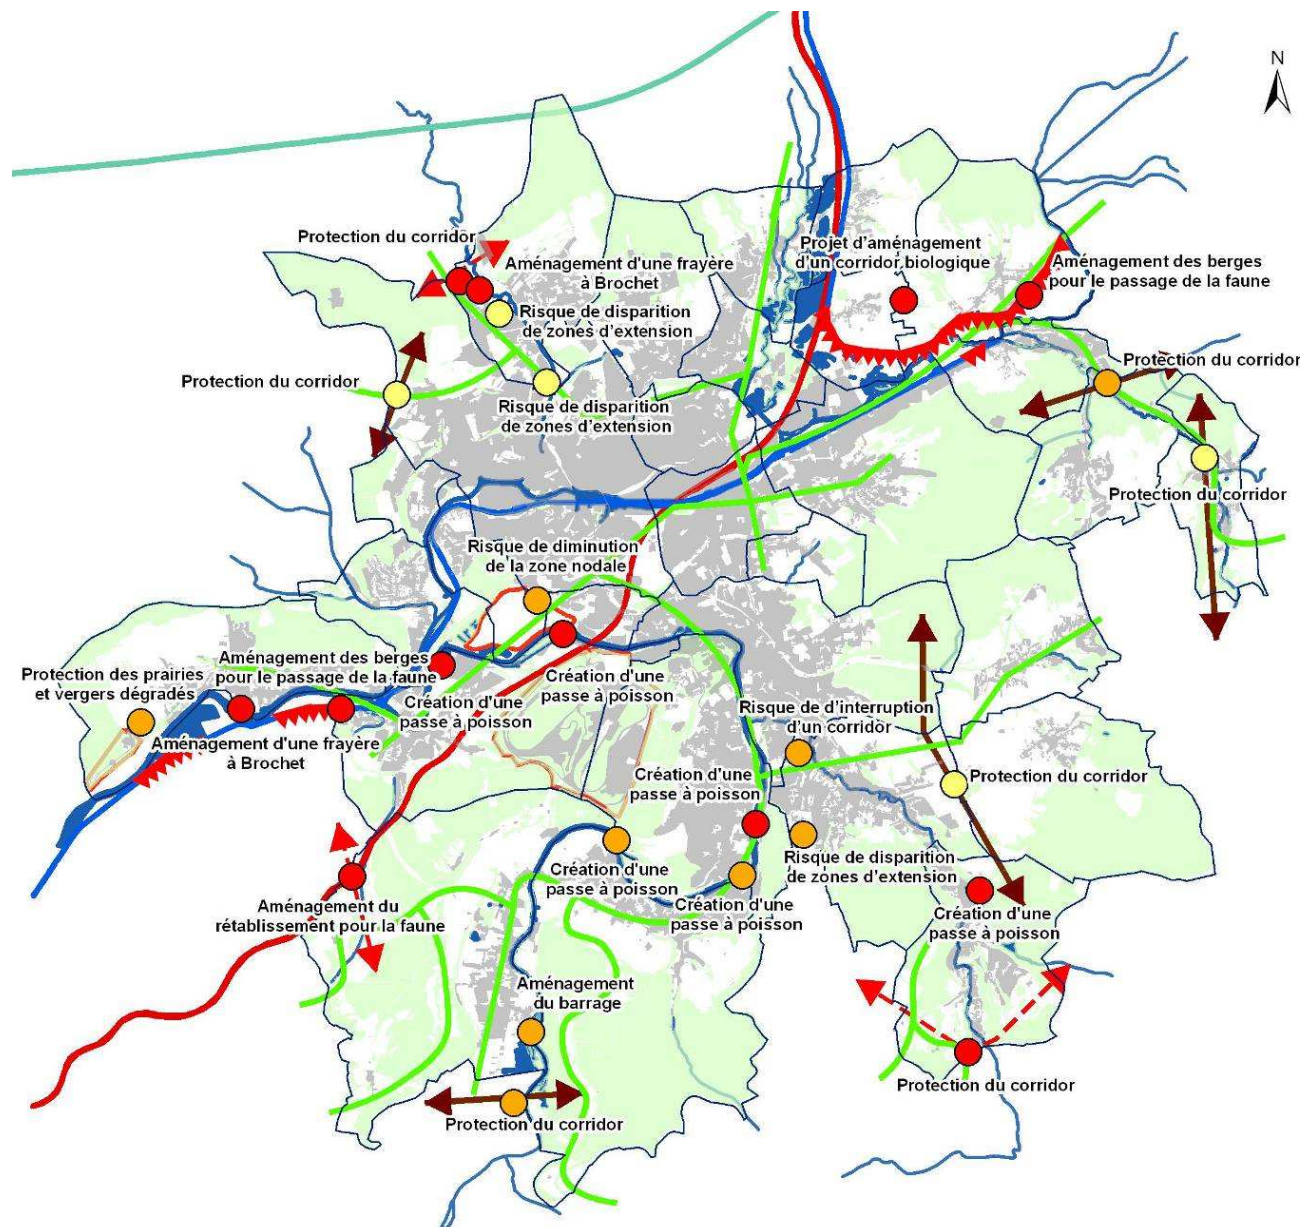 N
Protection du corridor
Aménagement d'une frayère
à Brochet
Projet d'aménagement
d'un corridor biologique
Aménagement des berges
pour le passage de la faune
Risque de disparition
de zones d'extension
Protection du corridor
Protection du corridor
Risque de disparition
de zones d'extension
Protection du corridor
Risque de diminution
de la zone nodale
Protection des prairies
et vergers dégradés
Aménagement des berges
pour le passage de la faune
Création d'une
passe à poisson
Création d'une
passe à poisson
Risque de d'interruption
d'un corridor
Aménagement d'une frayère
à Brochet
Création d'une
passe à poisson
Protection du corridor
Création d'une
passe à poisson
Risque de disparition
de zones d'extension
Création d'une
passe à poisson
Aménagement du
rétablissement pour la faune
Création d'une
passe à poisson
Aménagement
du barrage
Protection du corridor
Protection du corridor